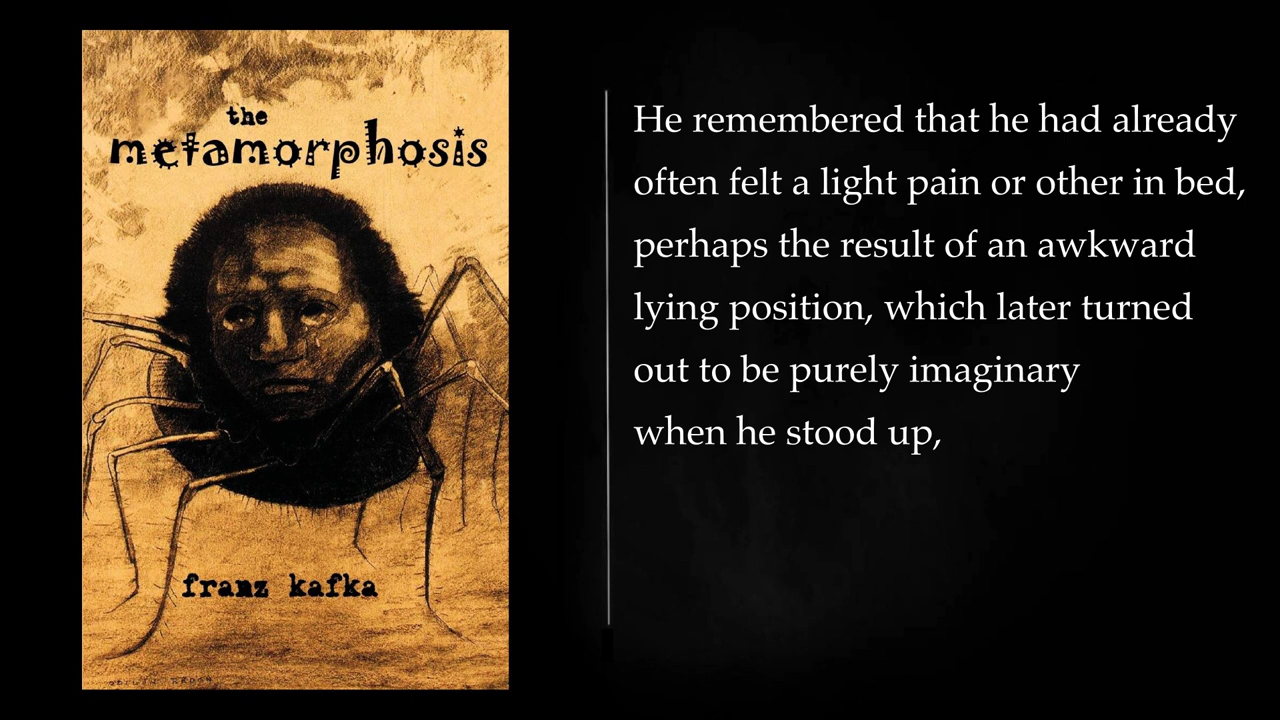 the
metamorphosis
franz kafka
He remembered that he had already
often felt a light pain or other in bed,
perhaps the result of an awkward
lying position, which later turned
out to be purely imaginary
when he stood up,